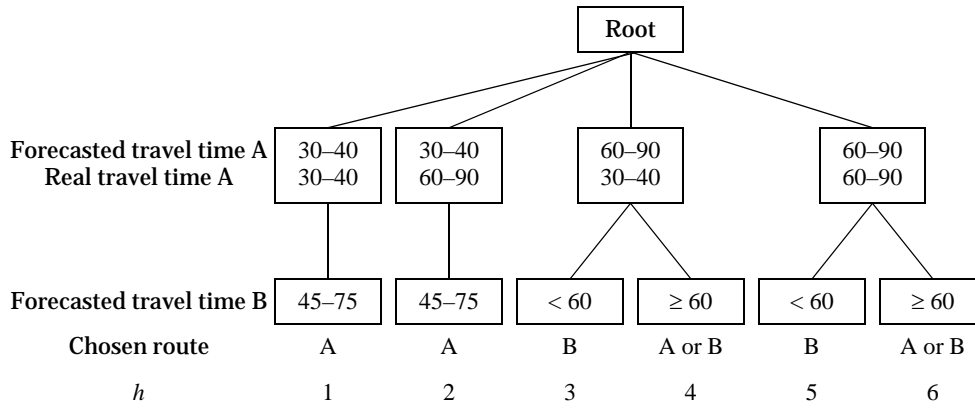 Root
Forecasted travel time A 30–40 30–40 60–90 60–90
Real travel time A 30–40 60–90 30–40 60–90
Forecasted travel time B 45–75 45–75 < 60 ≥ 60 < 60 ≥ 60
Chosen route A A B A or B B A or B
h 1 2 3 4 5 6